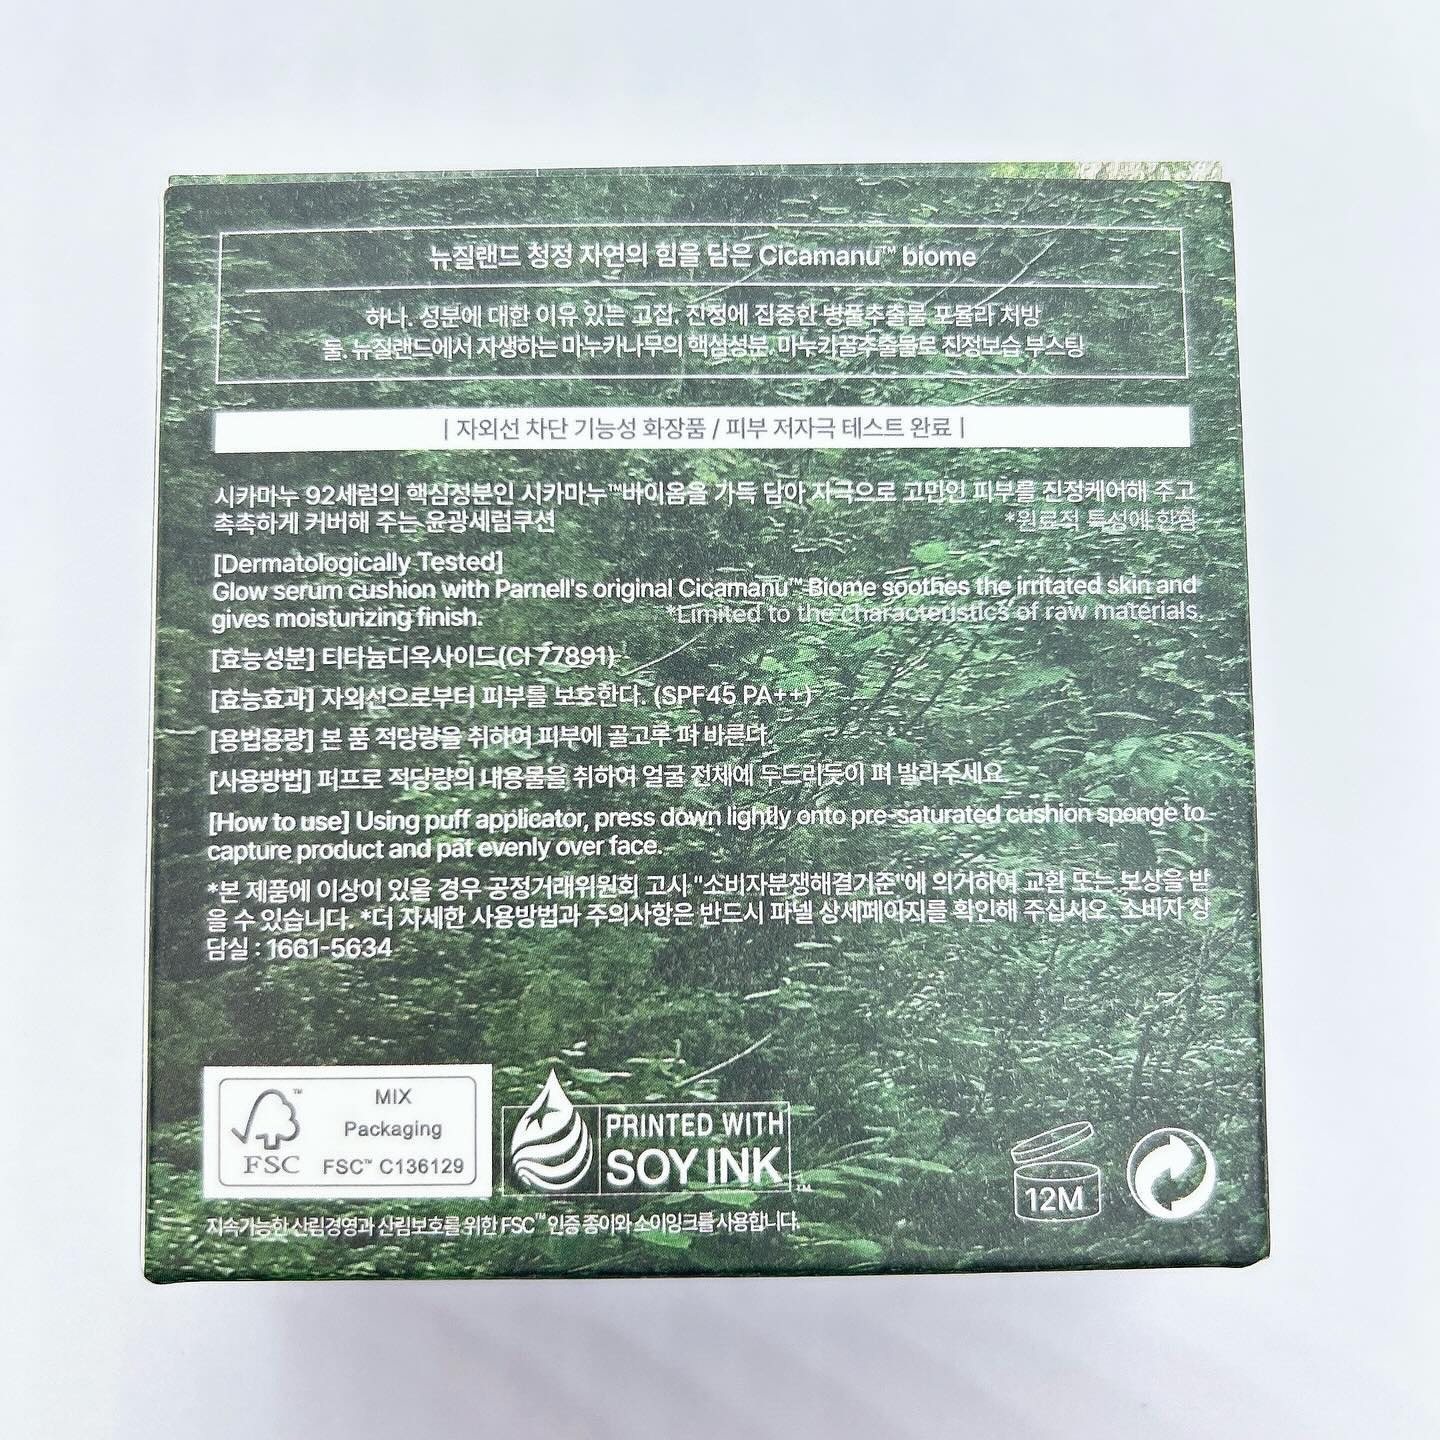 뉴질랜드 청정 자연의 힘을 담은 Cicamanu™ biome
하나. 성분에 대한 이유 있는 고집. 진정에 집중한 병풀추출물 포뮬라 처방
둘. 뉴질랜드에서 자생하는 마누카나무의 핵심성분. 마누카꿀추출물로 진정보습 부스팅
| 자외선 차단 기능성 화장품 / 피부 저자극 테스트 완료 |
시카마누 92세럼의 핵심성분인 시카마누™바이옴을 가득 담아 자극으로 고민인 피부를 진정케어해 주고
촉촉하게 커버해 주는 윤광세럼쿠션 *원료적 특성에 한함
[Dermatologically Tested]
Glow serum cushion with Parnell's original Cicamanu™ Biome soothes the irritated skin and
gives moisturizing finish. *Limited to the characteristics of raw materials.
[효능성분] 티타늄디옥사이드(CI 77891)
[효능효과] 자외선으로부터 피부를 보호한다. (SPF45 PA++)
[용법용량] 본 품 적당량을 취하여 피부에 골고루 펴 바른다.
[사용방법] 퍼프로 적당량의 내용물을 취하여 얼굴 전체에 두드리듯이 펴 발라주세요.
[How to use] Using puff applicator, press down lightly onto pre-saturated cushion sponge to
capture product and pat evenly over face.
*본 제품에 이상이 있을 경우 공정거래위원회 고시 "소비자분쟁해결기준"에 의거하여 교환 또는 보상을 받
을 수 있습니다. *더 자세한 사용방법과 주의사항은 반드시 파넬 상세페이지를 확인해 주십시오. 소비자 상
담실 : 1661-5634
MIX
Packaging
FSC FSC™ C136129
PRINTED WITH
SOY INK™
12M
지속가능한 산림경영과 산림보호를 위한 FSC™ 인증 종이와 소이잉크를 사용합니다.